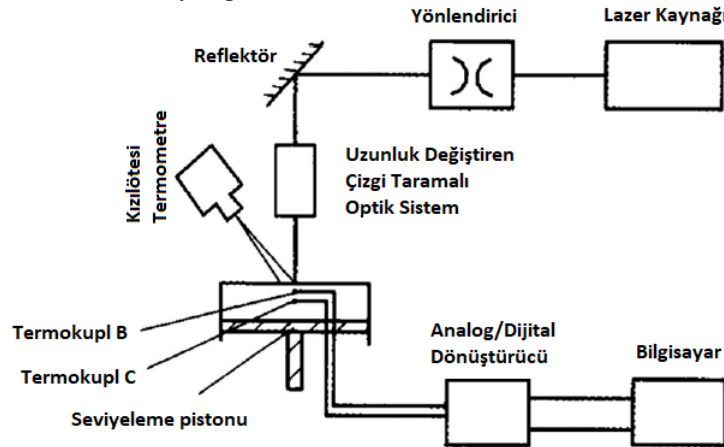 Yönlendirici
Lazer Kaynağı
Reflektör
Kızılötesi
Termometre
Uzunluk Değiştiren
Çizgi Taramalı
Optik Sistem
Termokupl B
Termokupl C
Seviyeleme pistonu
Analog/Dijital
Dönüştürücü
Bilgisayar